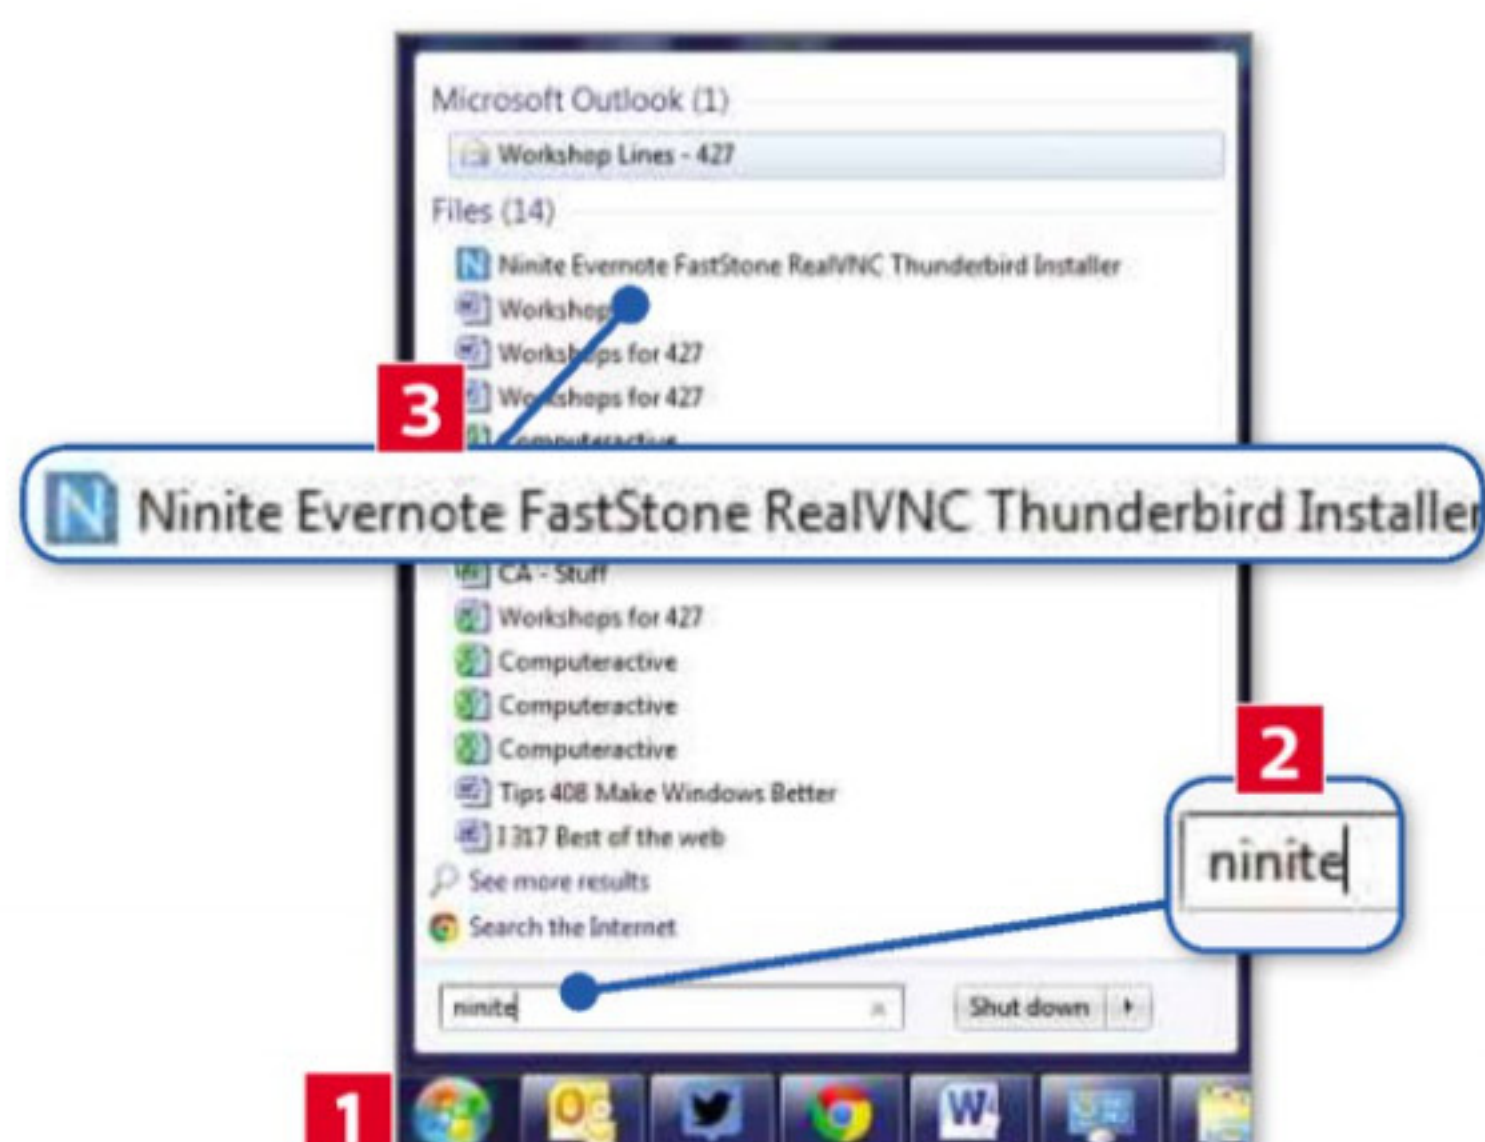 Microsoft Outlook (1)
Workshop Lines - 427
Files (14)
Ninite Evernote FastStone RealVNC Thunderbird Installer
Workshop
Workshops for 427
3
Workshops for 427
Computeractive
Ninite Evernote FastStone RealVNC Thunderbird Installer
CA - Stuff
Workshops for 427
Computeractive
Computeractive
2
Computeractive
Tips 408 Make Windows Better
I 317 Best of the web
ninite
See more results
Search the Internet
ninite
Shut down
1